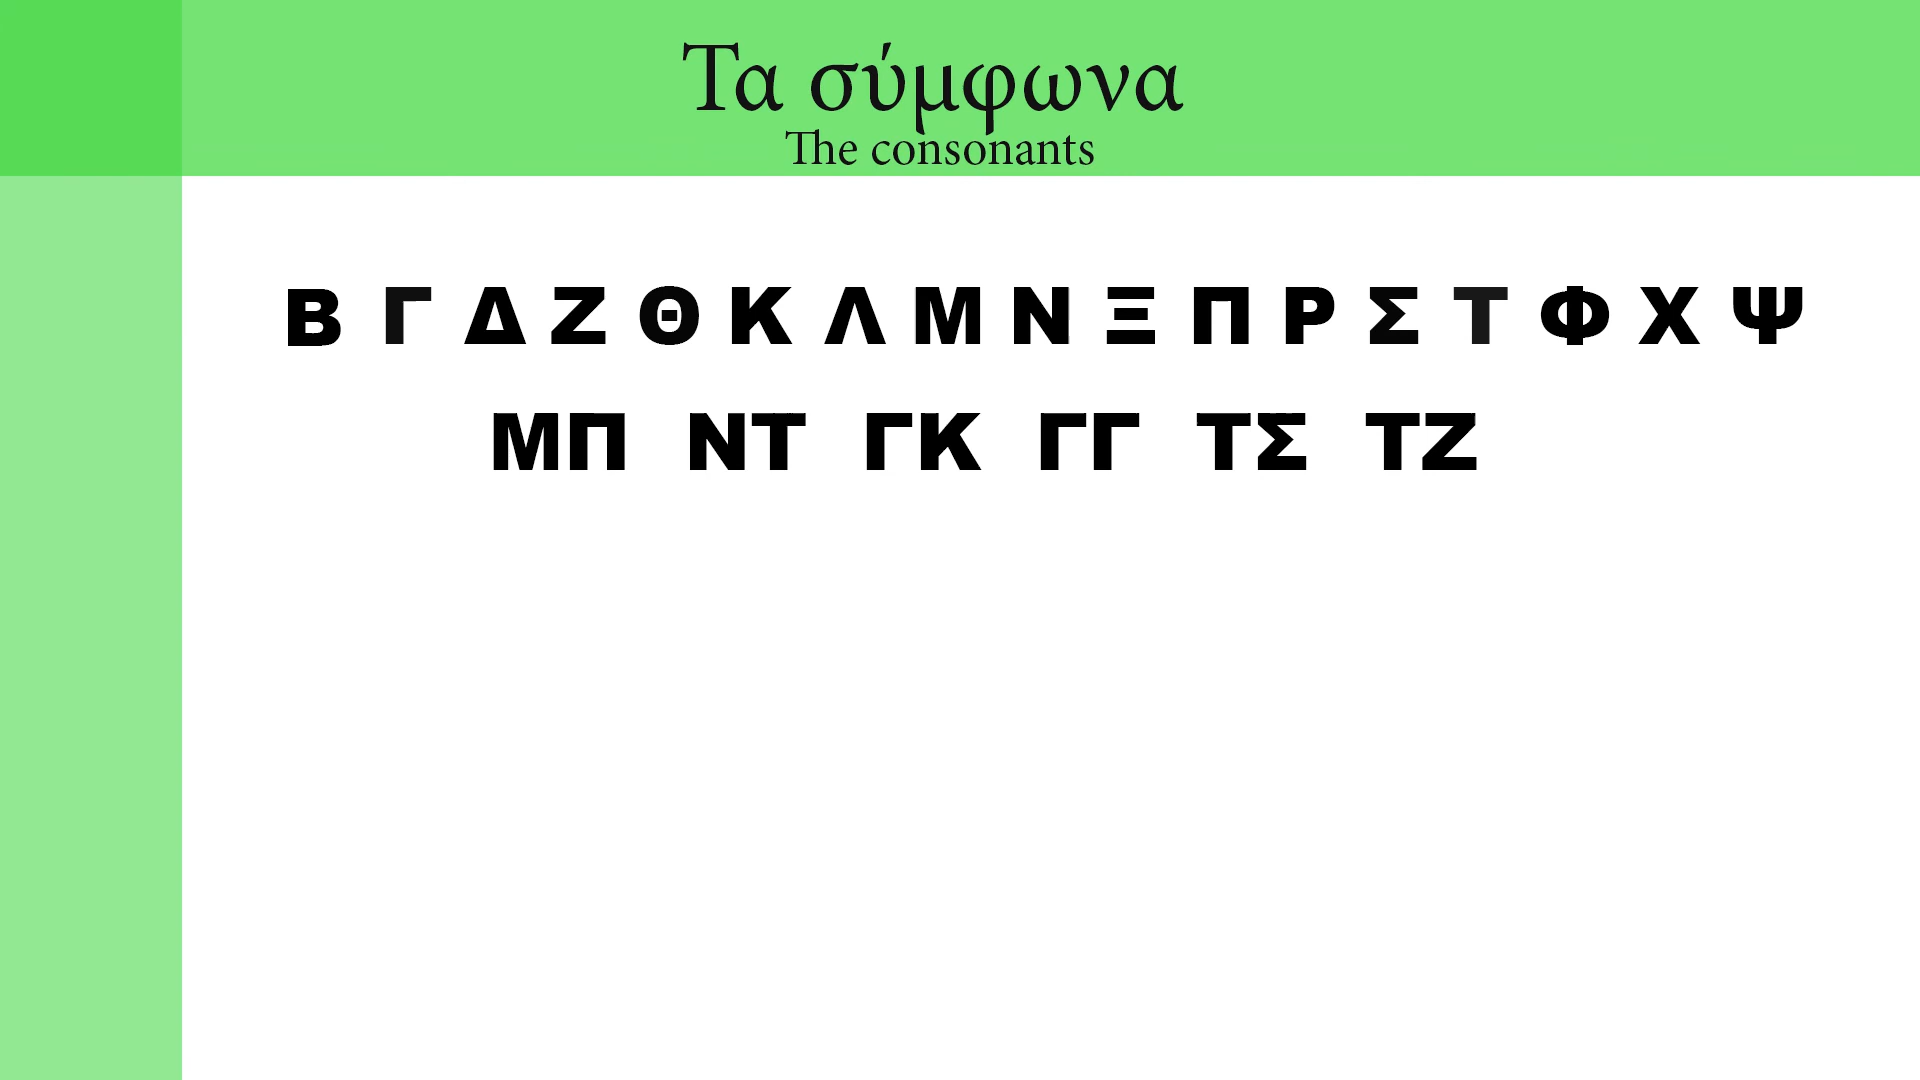 Τα σύμφωνα
The consonants
Β Γ Δ Ζ Θ Κ Λ Μ Ν Ξ Π Ρ Σ Τ Φ Χ Ψ
ΜΠ ΝΤ ΓΚ ΓΓ ΤΣ ΤΖ